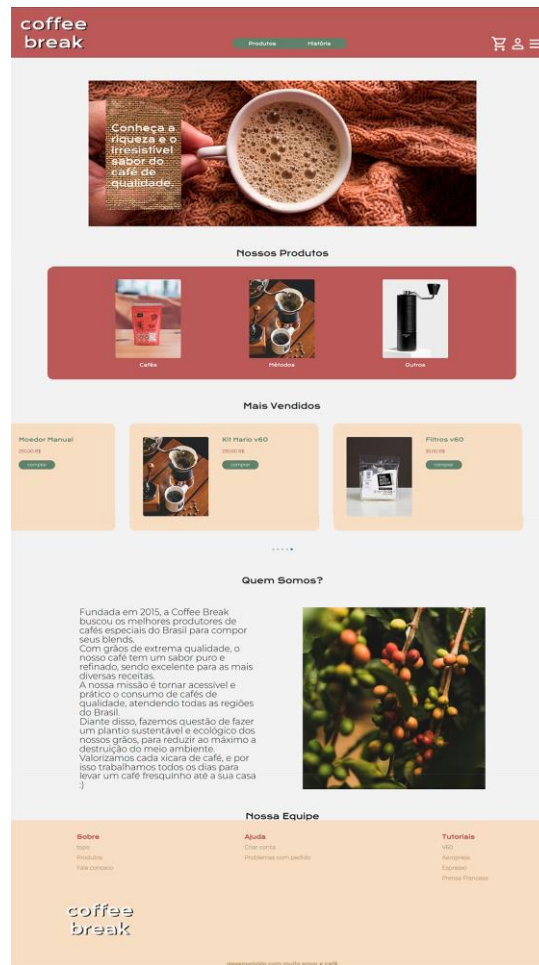 coffee
break
Produtos História
Conheça a
riqueza e o
irresistível
sabor do
café de
qualidade.
Nossos Produtos
Cafés Métodos Outros
Mais Vendidos
Moedor Manual
comprar
Kit Hario v60
comprar
Filtros v60
comprar
Quem Somos?
Fundada em 2015, a Coffee Break
buscou os melhores produtores de
cafés especiais do Brasil para compor
seus blends.
Com grãos de extrema qualidade, o
nosso café tem um sabor puro e
refinado, sendo excelente para as mais
diversas receitas.
A nossa missão é tornar acessível e
prático o consumo de cafés de
qualidade, atendendo todas as regiões
do Brasil.
Diante disso, fazemos questão de fazer
um plantio sustentável e ecológico dos
nossos grãos, para reduzir ao máximo a
destruição do meio ambiente.
Valorizamos cada xicara de café, e por
isso trabalhamos todos os dias para
levar um café fresquinho até a sua casa
:)
Nossa Equipe
Sobre
topo
Produtos
Fale conosco
Ajuda
Criar conta
Problemas com pedido
Tutoriais
V60
Aeropress
Espresso
Prensa Francesa
coffee
break
desenvolvido com muito amor e café